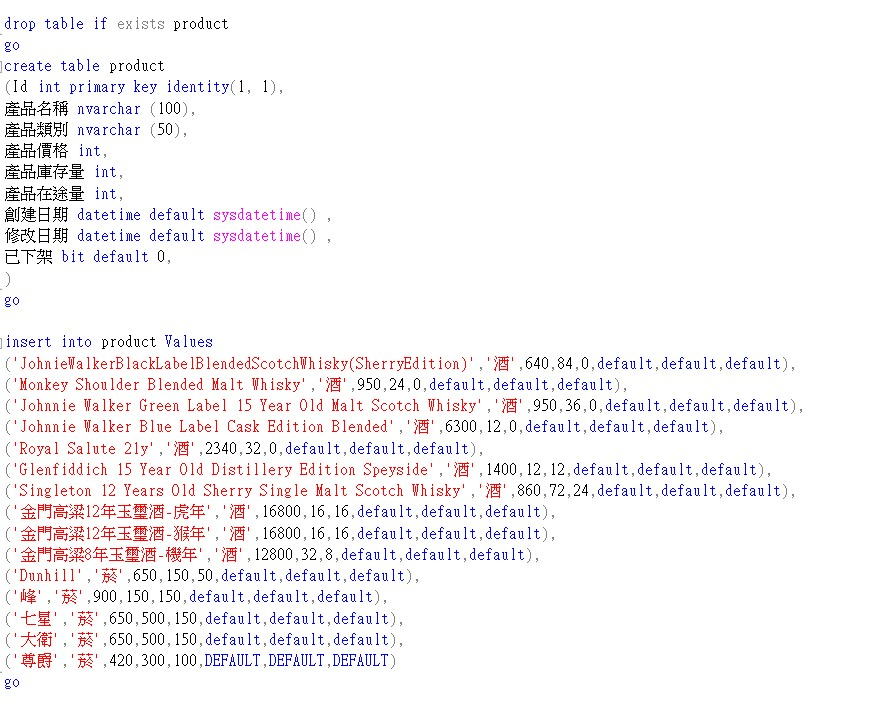 drop table if exists product
go
create table product
(Id int primary key identity(1, 1),
產品名稱 nvarchar (100),
產品類別 nvarchar (50),
產品價格 int,
產品庫存量 int,
產品在途量 int,
創建日期 datetime default sysdatetime() ,
修改日期 datetime default sysdatetime() ,
已下架 bit default 0,
)
go
insert into product Values
('JohnieWalkerBlackLabelBlendedScotchWhisky(SherryEdition)','酒',640,84,0,default,default,default),
('Monkey Shoulder Blended Malt Whisky','酒',950,24,0,default,default,default),
('Johnnie Walker Green Label 15 Year Old Malt Scotch Whisky','酒',950,36,0,default,default,default),
('Johnnie Walker Blue Label Cask Edition Blended','酒',6300,12,0,default,default,default),
('Royal Salute 21y','酒',2340,32,0,default,default,default),
('Glenfiddich 15 Year Old Distillery Edition Speyside','酒',1400,12,12,default,default,default),
('Singleton 12 Years Old Sherry Single Malt Scotch Whisky','酒',860,72,24,default,default,default),
('金門高粱12年玉璽酒-虎年','酒',16800,16,16,default,default,default),
('金門高粱12年玉璽酒-猴年','酒',16800,16,16,default,default,default),
('金門高粱8年玉璽酒-機年','酒',12800,32,8,default,default,default),
('Dunhill','菸',650,150,50,default,default,default),
('峰','菸',900,150,150,default,default,default),
('七星','菸',650,500,150,default,default,default),
('大衛','菸',650,500,150,default,default,default),
('尊爵','菸',420,300,100,DEFAULT,DEFAULT,DEFAULT)
go